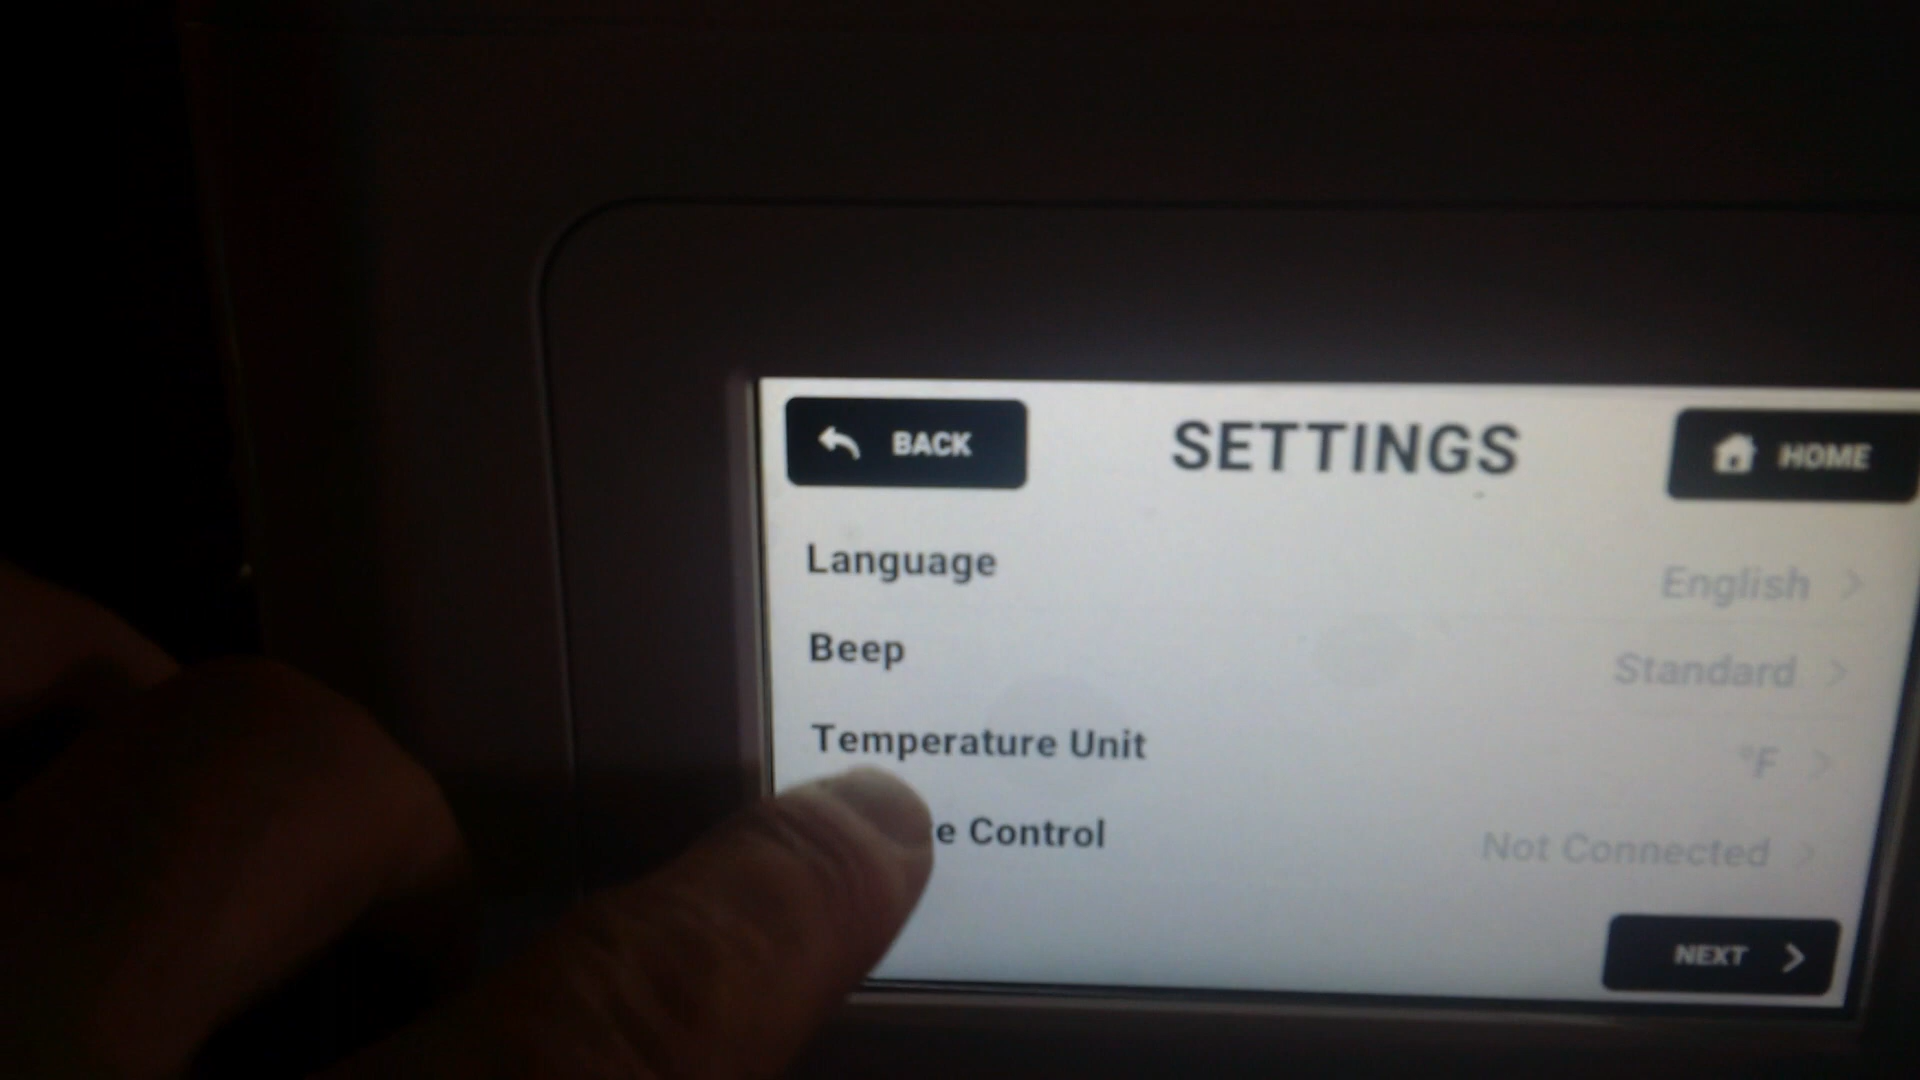 BACK
SETTINGS
HOME
Language
English
Beep
Standard
Temperature Unit
°F
Control
Not Connected
NEXT